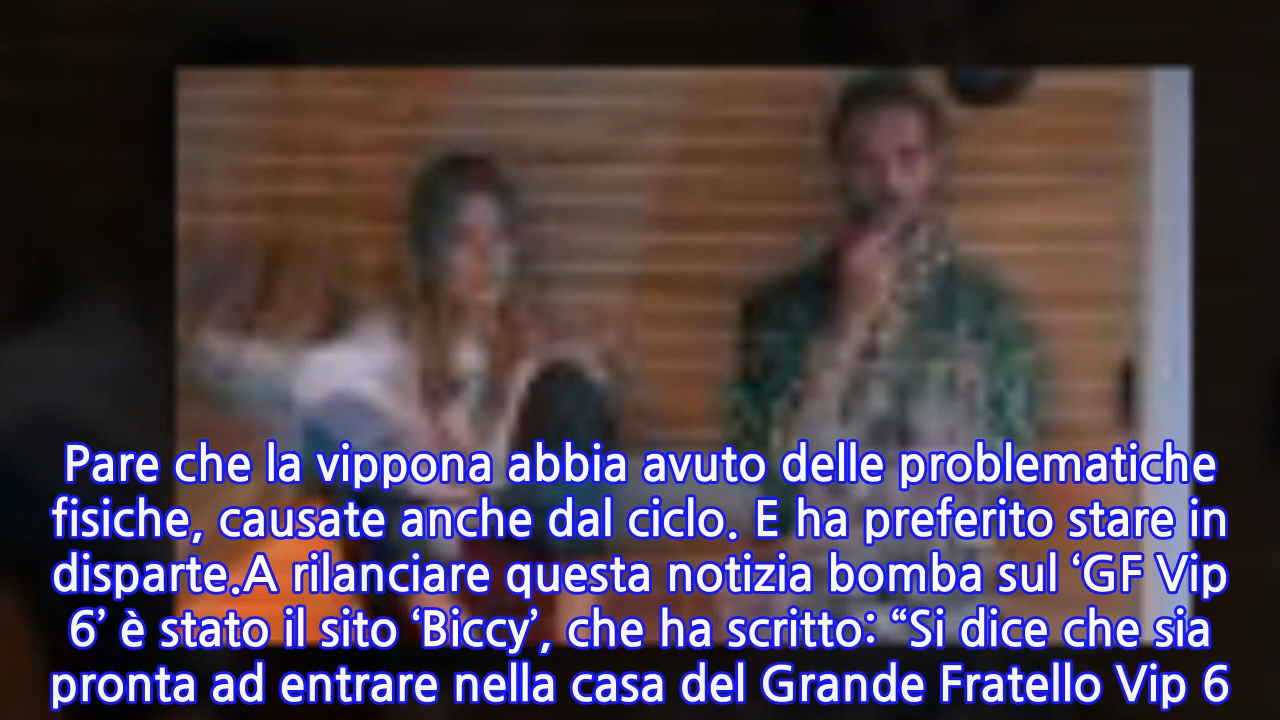 Pare che la vippona abbia avuto delle problematiche
fisiche, causate anche dal ciclo. E ha preferito stare in
disparte.A rilanciare questa notizia bomba sul ‘GF Vip
6’ è stato il sito ‘Biccy’, che ha scritto: “Si dice che sia
pronta ad entrare nella casa del Grande Fratello Vip 6